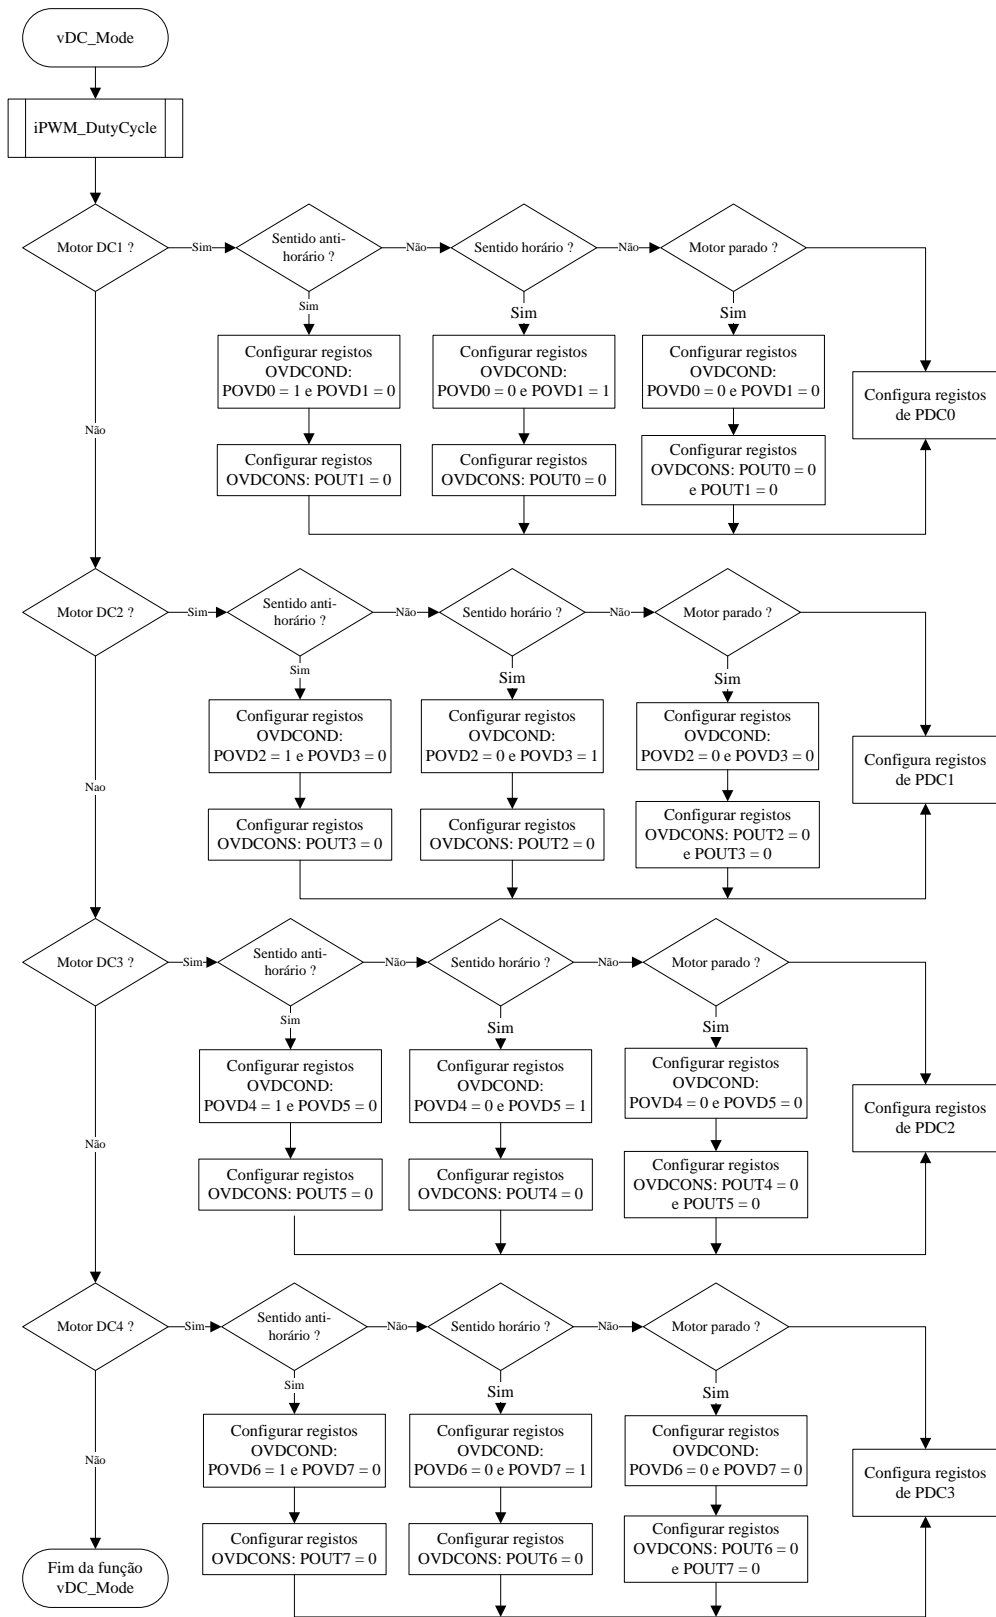 vDC_Mode
iPWM_DutyCycle
Motor DC1 ?
Sim
Sentido anti-
horário ?
Não
Sentido horário ?
Não
Motor parado ?
Sim
Sim
Sim
Configurar registos
OVDCOND:
POVD0 = 1 e POVD1 = 0
Configurar registos
OVDCOND:
POVD0 = 0 e POVD1 = 1
Configurar registos
OVDCOND:
POVD0 = 0 e POVD1 = 0
Configura registos
de PDC0
Não
Configurar registos
OVDCONS: POUT1 = 0
Configurar registos
OVDCONS: POUT0 = 0
Configurar registos
OVDCONS: POUT0 = 0
e POUT1 = 0
Motor DC2 ?
Sim
Sentido anti-
horário ?
Não
Sentido horário ?
Não
Motor parado ?
Sim
Sim
Sim
Configurar registos
OVDCOND:
POVD2 = 1 e POVD3 = 0
Configurar registos
OVDCOND:
POVD2 = 0 e POVD3 = 1
Configurar registos
OVDCOND:
POVD2 = 0 e POVD3 = 0
Configura registos
de PDC1
Nao
Configurar registos
OVDCONS: POUT3 = 0
Configurar registos
OVDCONS: POUT2 = 0
Configurar registos
OVDCONS: POUT2 = 0
e POUT3 = 0
Motor DC3 ?
Sim
Sentido anti-
horário ?
Não
Sentido horário ?
Não
Motor parado ?
Sim
Sim
Sim
Configurar registos
OVDCOND:
POVD4 = 1 e POVD5 = 0
Configurar registos
OVDCOND:
POVD4 = 0 e POVD5 = 1
Configurar registos
OVDCOND:
POVD4 = 0 e POVD5 = 0
Configura registos
de PDC2
Não
Configurar registos
OVDCONS: POUT5 = 0
Configurar registos
OVDCONS: POUT4 = 0
Configurar registos
OVDCONS: POUT4 = 0
e POUT5 = 0
Motor DC4 ?
Sim
Sentido anti-
horário ?
Não
Sentido horário ?
Não
Motor parado ?
Sim
Sim
Sim
Configurar registos
OVDCOND:
POVD6 = 1 e POVD7 = 0
Configurar registos
OVDCOND:
POVD6 = 0 e POVD7 = 1
Configurar registos
OVDCOND:
POVD6 = 0 e POVD7 = 0
Configura registos
de PDC3
Não
Configurar registos
OVDCONS: POUT7 = 0
Configurar registos
OVDCONS: POUT6 = 0
Configurar registos
OVDCONS: POUT6 = 0
e POUT7 = 0
Fim da função
vDC_Mode